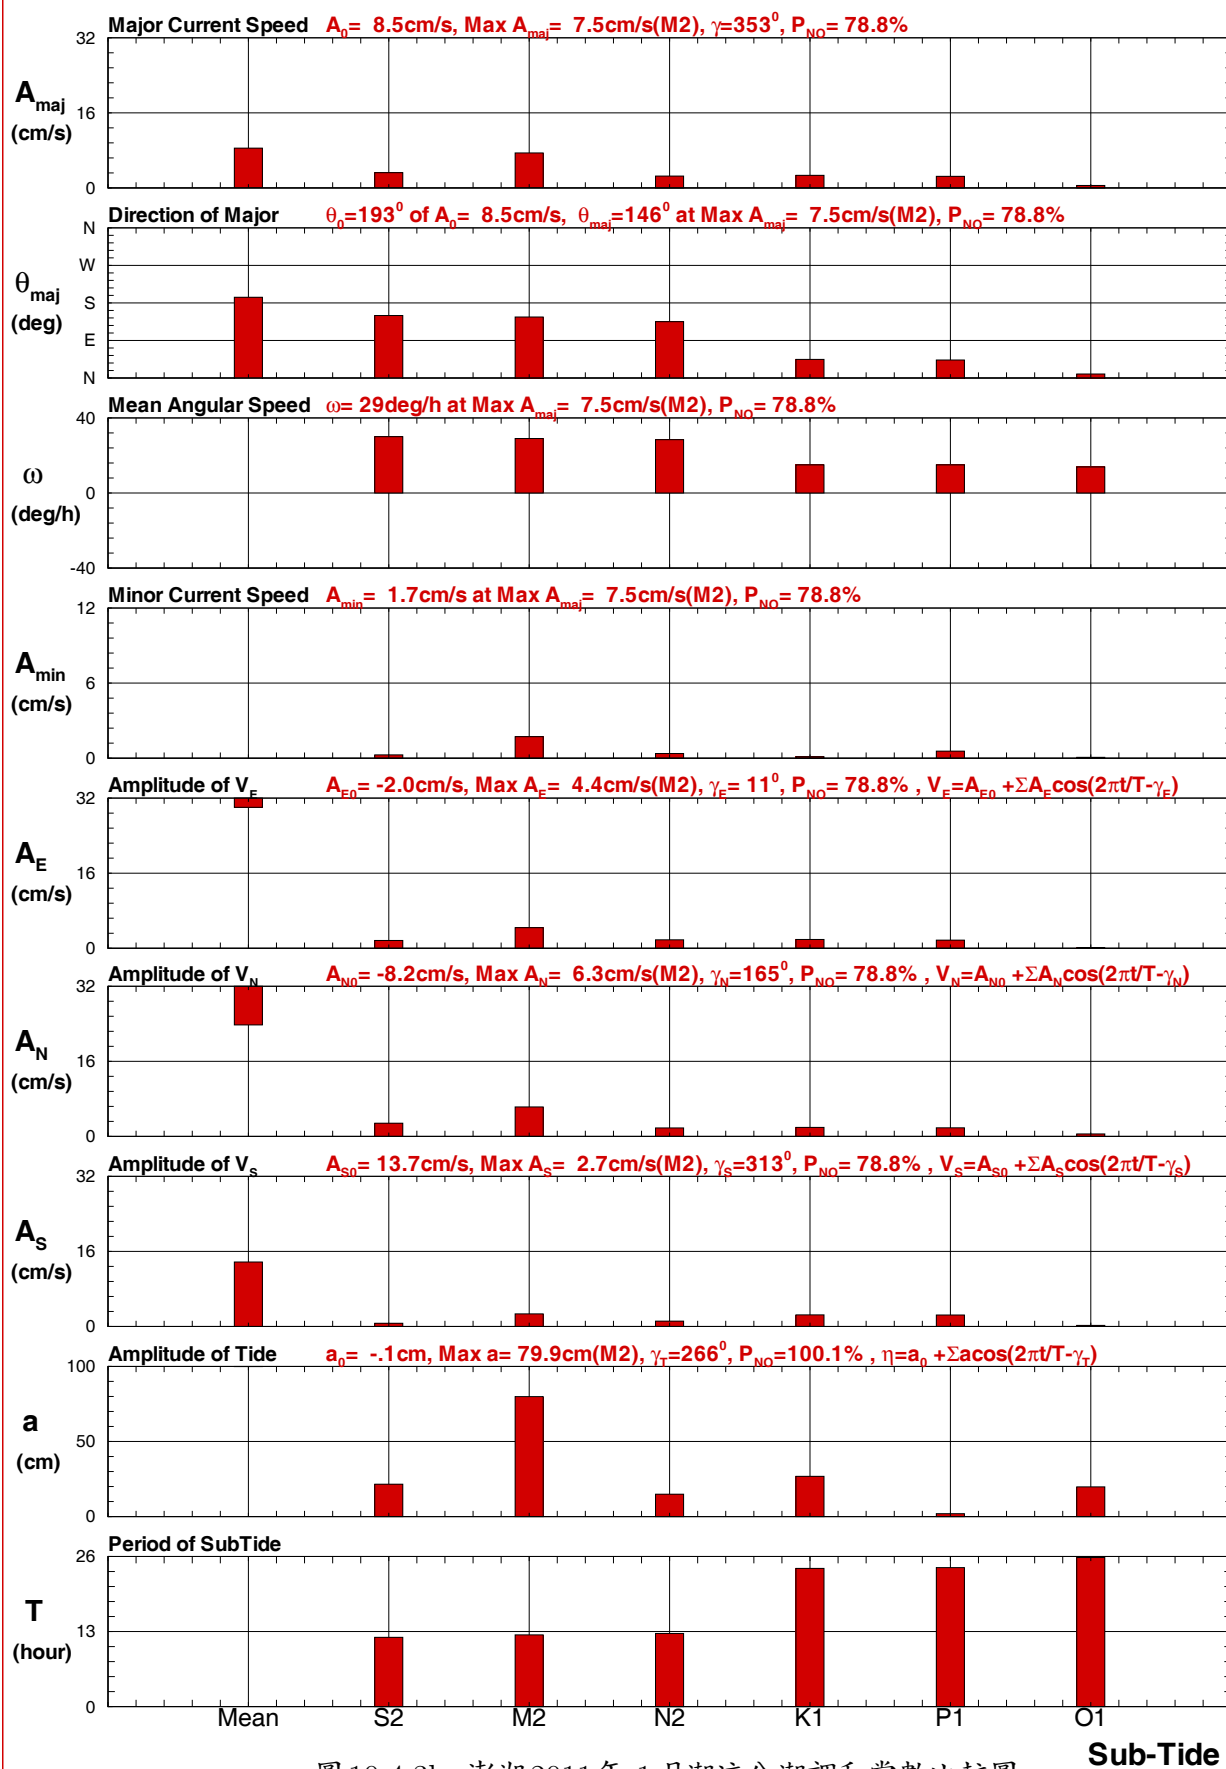 Major Current Speed A0= 8.5cm/s, Max Amaj= 7.5cm/s(M2), γ=353⁰, PNO= 78.8%
32
Amaj
16
(cm/s)
0
Direction of Major θ0=193⁰ of A0= 8.5cm/s, θmaj=146⁰ at Max Amaj= 7.5cm/s(M2), PNO= 78.8%
N
W
θmaj
S
(deg)
E
N
Mean Angular Speed ω= 29deg/h at Max Amaj= 7.5cm/s(M2), PNO= 78.8%
40
ω
0
(deg/h)
-40
Minor Current Speed Amin= 1.7cm/s at Max Amaj= 7.5cm/s(M2), PNO= 78.8%
12
Amin
6
(cm/s)
0
Amplitude of VE AE0= -2.0cm/s, Max AE= 4.4cm/s(M2), γE= 11⁰, PNO= 78.8% , VE=AE0 +ΣAEcos(2πt/T-γE)
32
AE
16
(cm/s)
0
Amplitude of VN AN0= -8.2cm/s, Max AN= 6.3cm/s(M2), γN=165⁰, PNO= 78.8% , VN=AN0 +ΣANcos(2πt/T-γN)
32
AN
16
(cm/s)
0
Amplitude of VS AS0= 13.7cm/s, Max AS= 2.7cm/s(M2), γS=313⁰, PNO= 78.8% , VS=AS0 +ΣAScos(2πt/T-γS)
32
AS
16
(cm/s)
0
Amplitude of Tide a0= -.1cm, Max a= 79.9cm(M2), γT=266⁰, PNO=100.1% , η=a0 +Σacos(2πt/T-γT)
100
a
50
(cm)
0
Period of SubTide
26
T
13
(hour)
0
Mean S2 M2 N2 K1 P1 O1
Sub-Tide